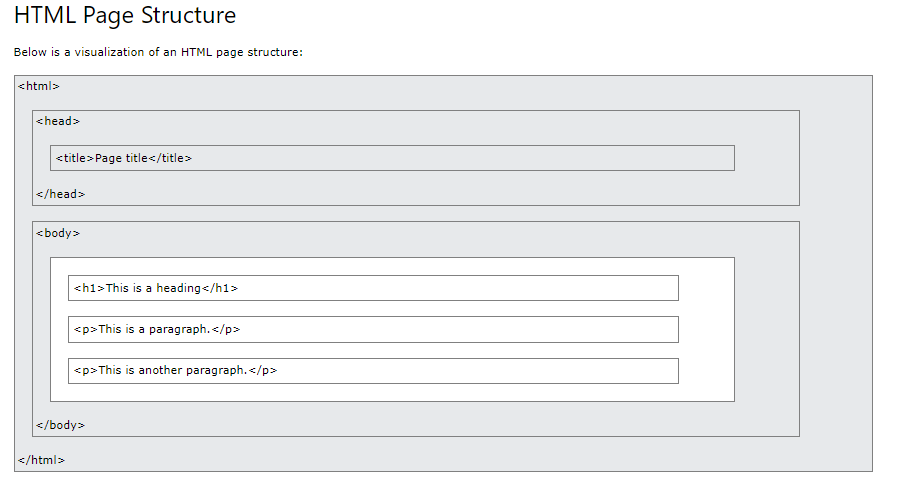 HTML Page Structure
Below is a visualization of an HTML page structure:
<html>
<head>
<title>Page title</title>
</head>
<body>
<h1>This is a heading</h1>
<p>This is a paragraph.</p>
<p>This is another paragraph.</p>
</body>
</html>